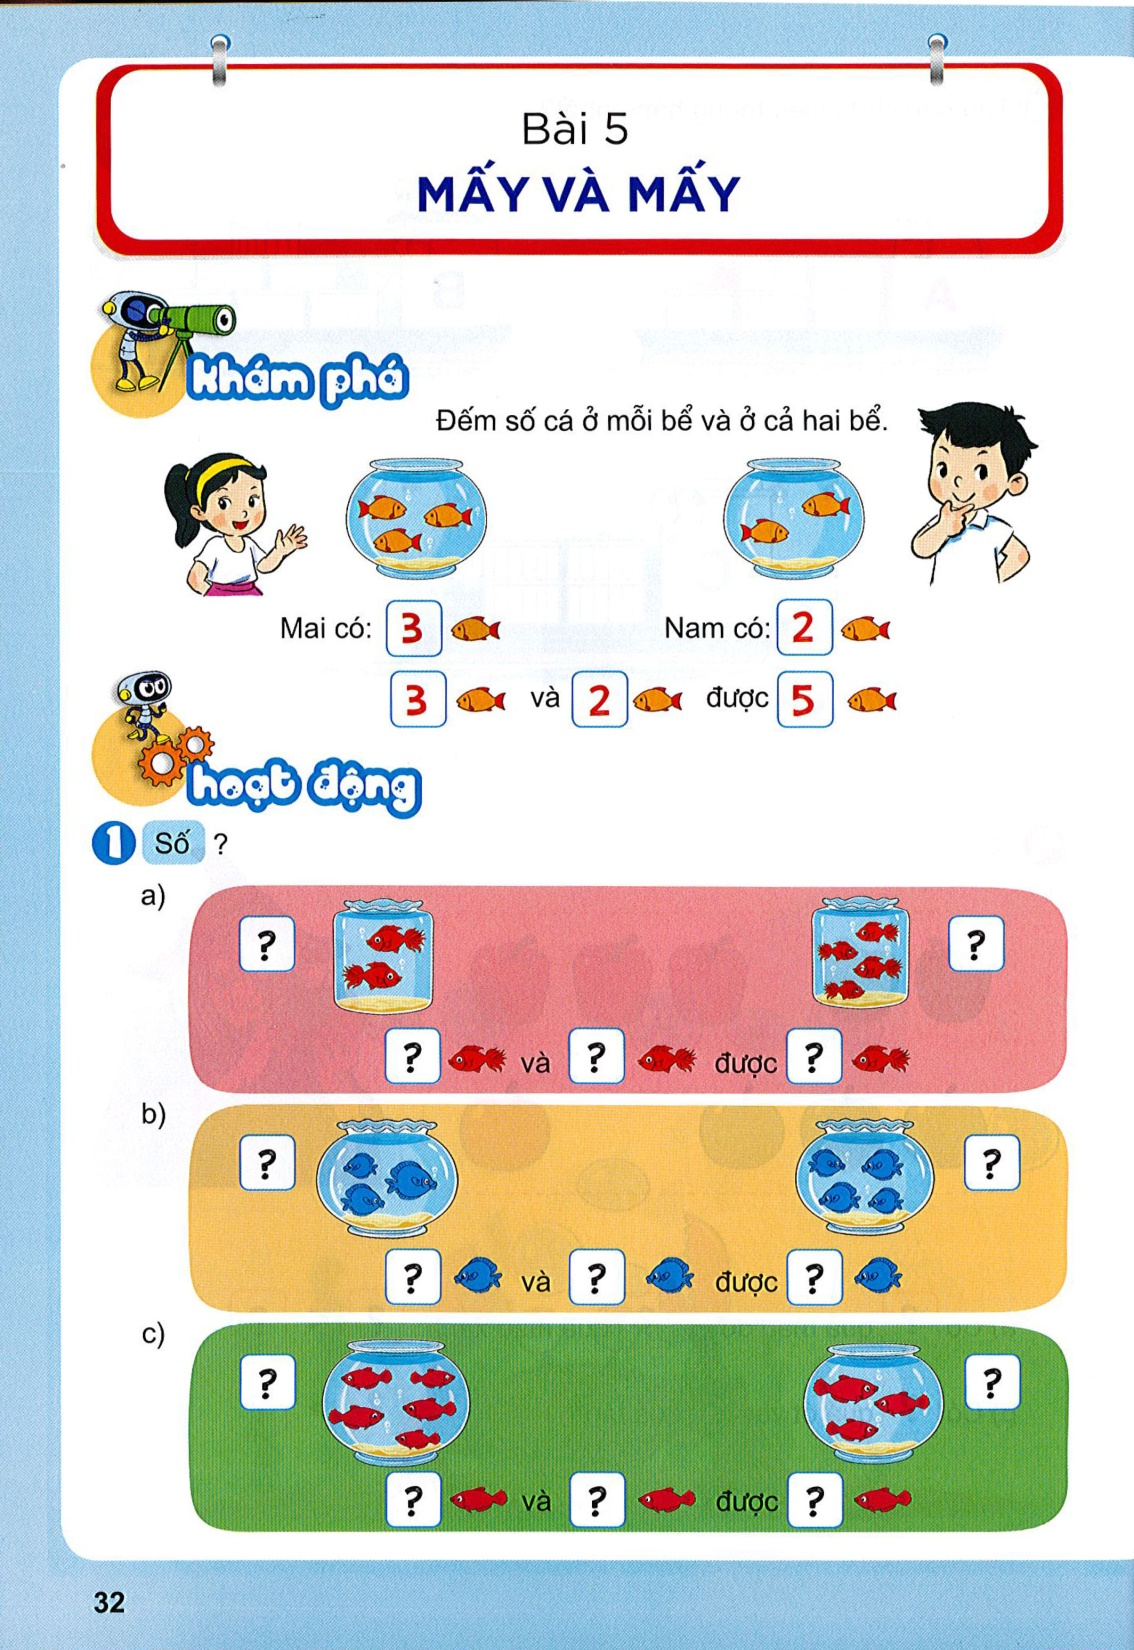 Bài 5
MẤY VÀ MẤY
khám phá
Đếm số cá ở mỗi bể và ở cả hai bể.
Mai có: 3 Nam có: 2
3 và 2 được 5
hoạt động
1 Số ?
a)
? ?
? và ? được ?
b)
? ?
? và ? được ?
c)
? ?
? và ? được ?
32